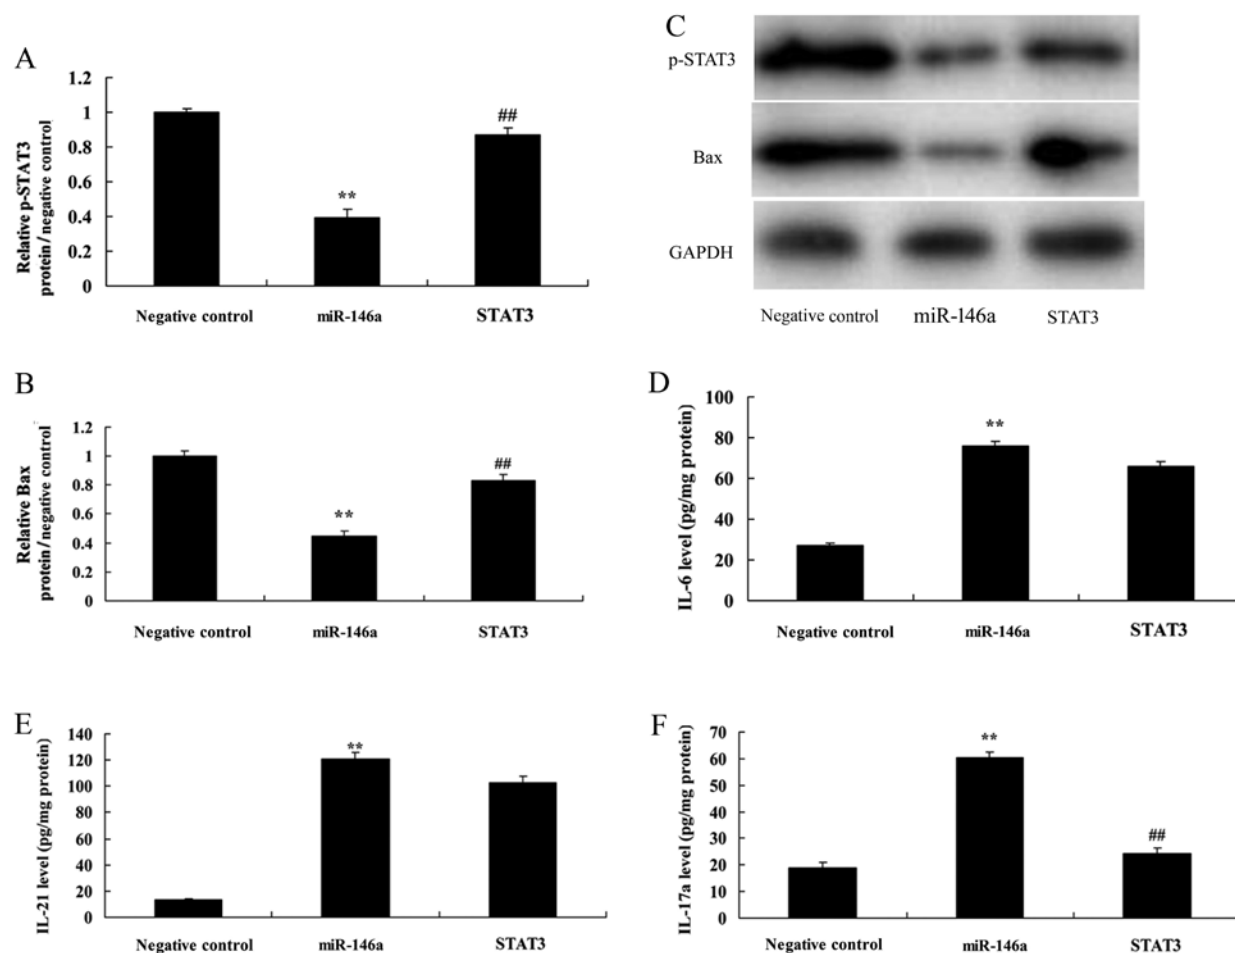 A
Relative p-STAT3
protein / negative control
1.2
1
0.8
0.6
0.4
0.2
0
**
##
Negative control miR-146a STAT3
C
p-STAT3
Bax
GAPDH
Negative control miR-146a STAT3
B
Relative Bax
protein / negative control
1.2
1
0.8
0.6
0.4
0.2
0
**
##
Negative control miR-146a STAT3
D
IL-6 level (pg/mg protein)
100
80
60
40
20
0
**
Negative control miR-146a STAT3
E
IL-21 level (pg/mg protein)
140
120
100
80
60
40
20
0
**
Negative control miR-146a STAT3
F
IL-17a level (pg/mg protein)
70
60
50
40
30
20
10
0
**
##
Negative control miR-146a STAT3